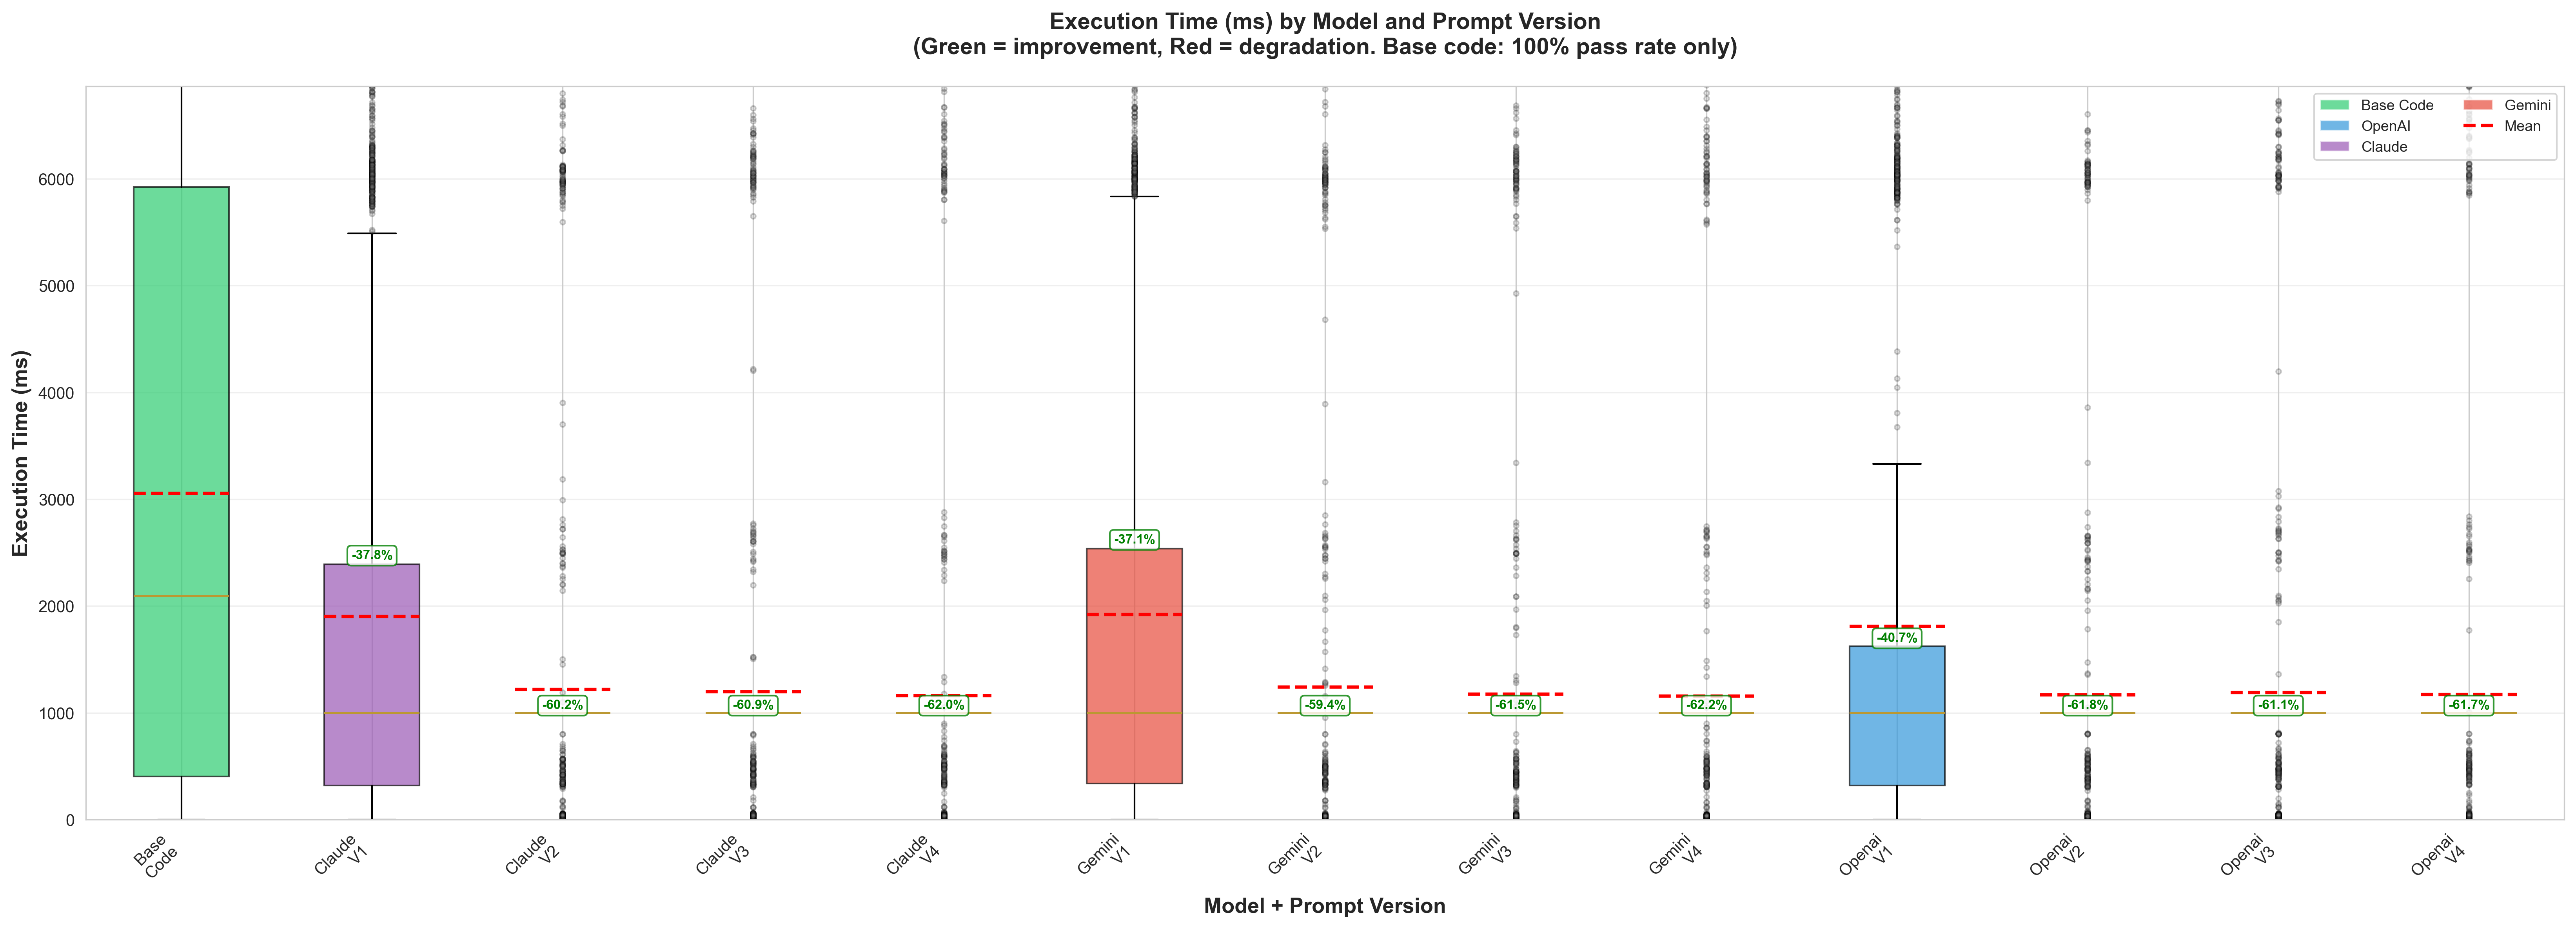 Execution Time (ms) by Model and Prompt Version
(Green = improvement, Red = degradation. Base code: 100% pass rate only)
Base Code
OpenAI
Claude
Gemini
Mean
Execution Time (ms)
6000
5000
4000
3000
2000
1000
0
-37.8%
-60.2%
-60.9%
-62.0%
-37.1%
-59.4%
-61.5%
-62.2%
-40.7%
-61.8%
-61.1%
-61.7%
Base
Code
Claude
V1
Claude
V2
Claude
V3
Claude
V4
Gemini
V1
Gemini
V2
Gemini
V3
Gemini
V4
Openai
V1
Openai
V2
Openai
V3
Openai
V4
Model + Prompt Version